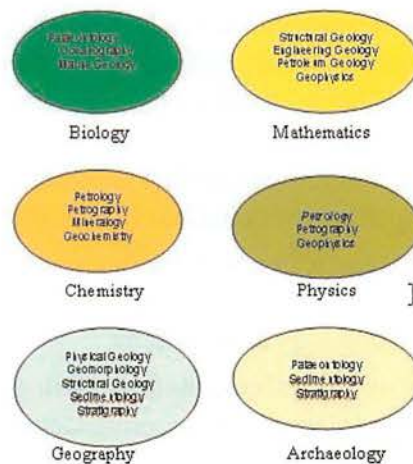 Palaeontology
Oceanography
Marine Geology
Biology
Structural Geology
Engineering Geology
Petroleum Geology
Geophysics
Mathematics
Petrology
Petrography
Mineralogy
Geochemistry
Chemistry
Petrology
Petrography
Geophysics
Physics
Physical Geology
Geomorphology
Structural Geology
Sedimentology
Stratigraphy
Geography
Palaeontology
Sedimentology
Stratigraphy
Archaeology